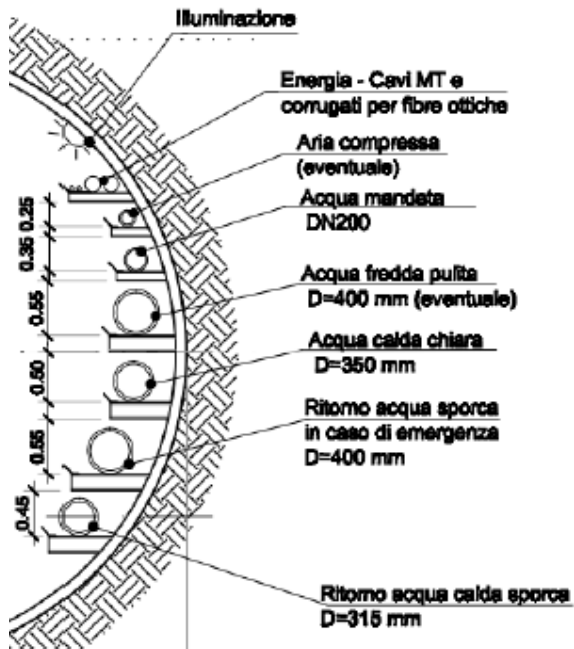 Illuminazione
Energia - Cavi MT e
corrugati per fibre ottiche
Aria compressa
(eventuale)
Acqua mandata
DN200
Acqua fredda pulita
D=400 mm (eventuale)
Acqua calda chiara
D=350 mm
Ritorno acqua sporca
in caso di emergenza
D=400 mm
Ritorno acqua calda sporca
D=315 mm
0.25
0.35
0.55
0.50
0.55
0.45